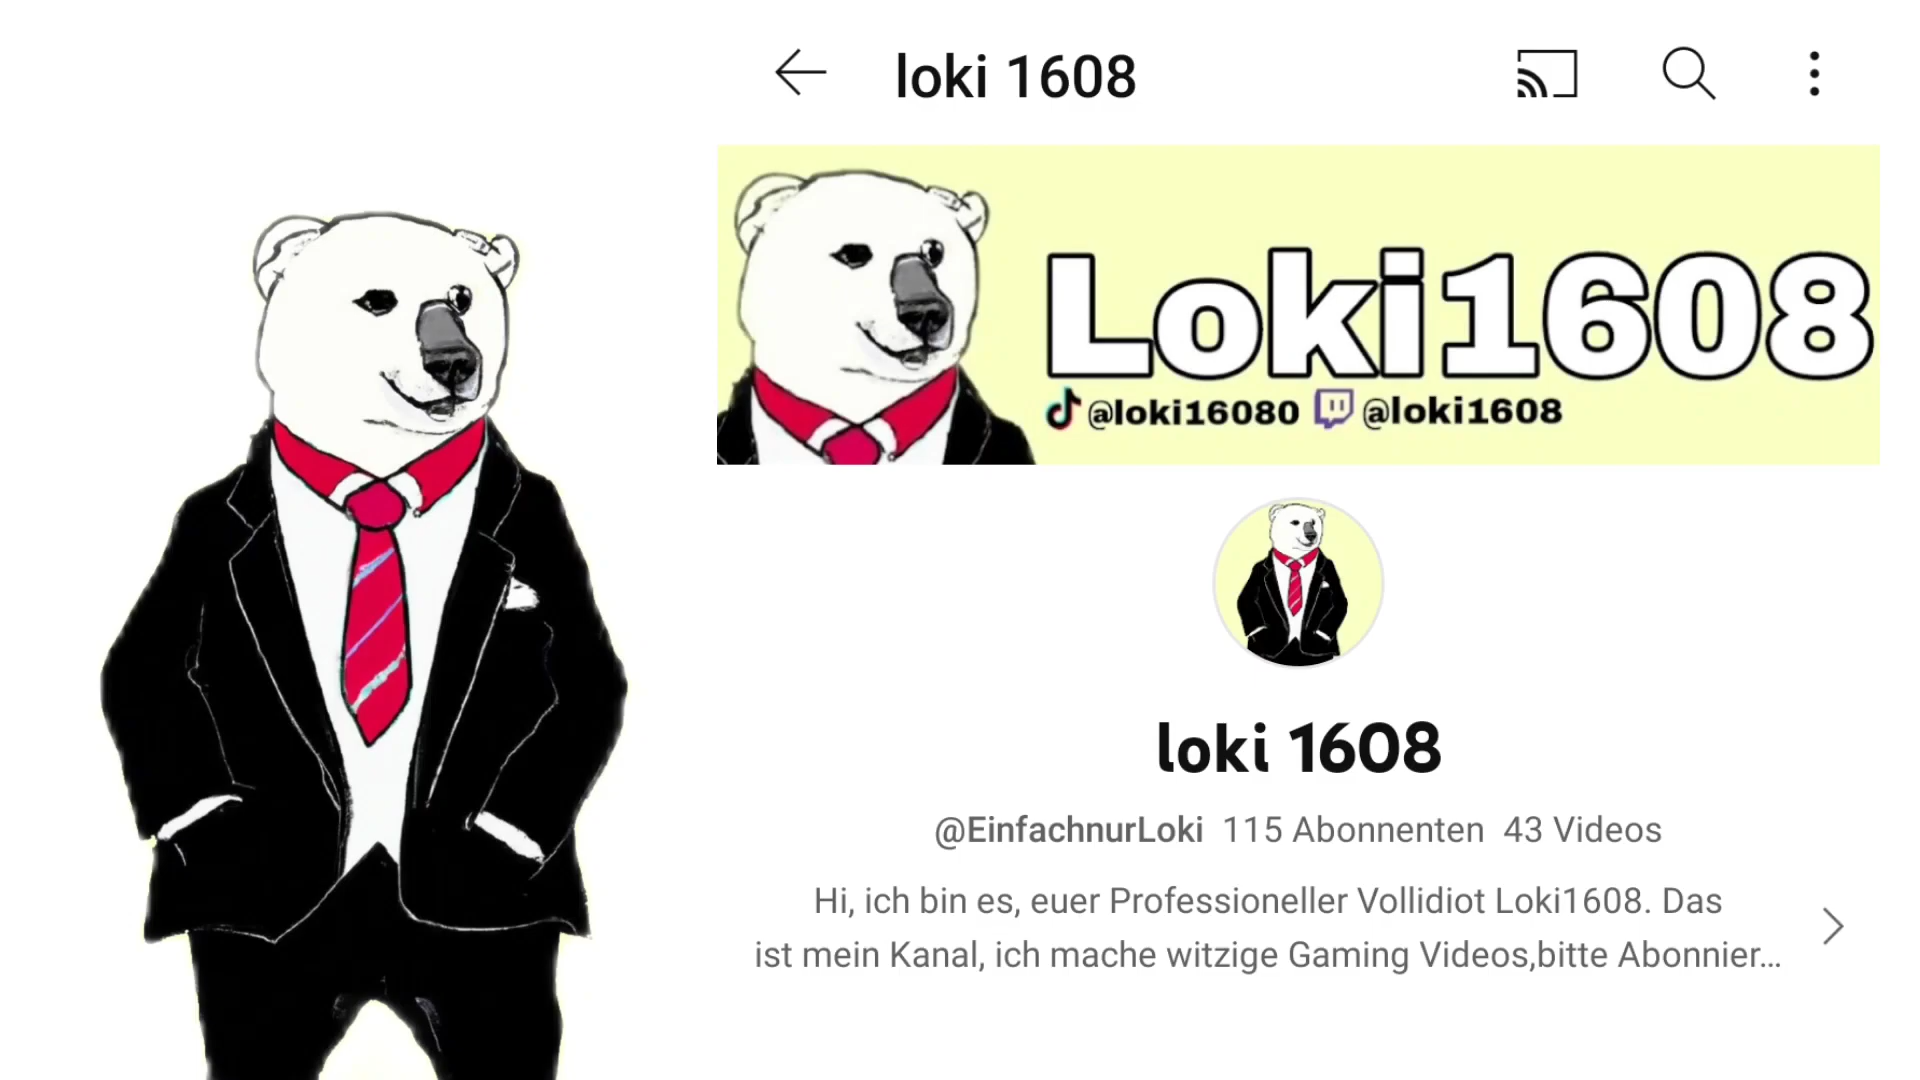 loki 1608
Loki1608
@loki16080 @loki1608
loki 1608
@EinfachnurLoki 115 Abonnenten 43 Videos
Hi, ich bin es, euer Professioneller Vollidiot Loki1608. Das
ist mein Kanal, ich mache witzige Gaming Videos,bitte Abonnier...